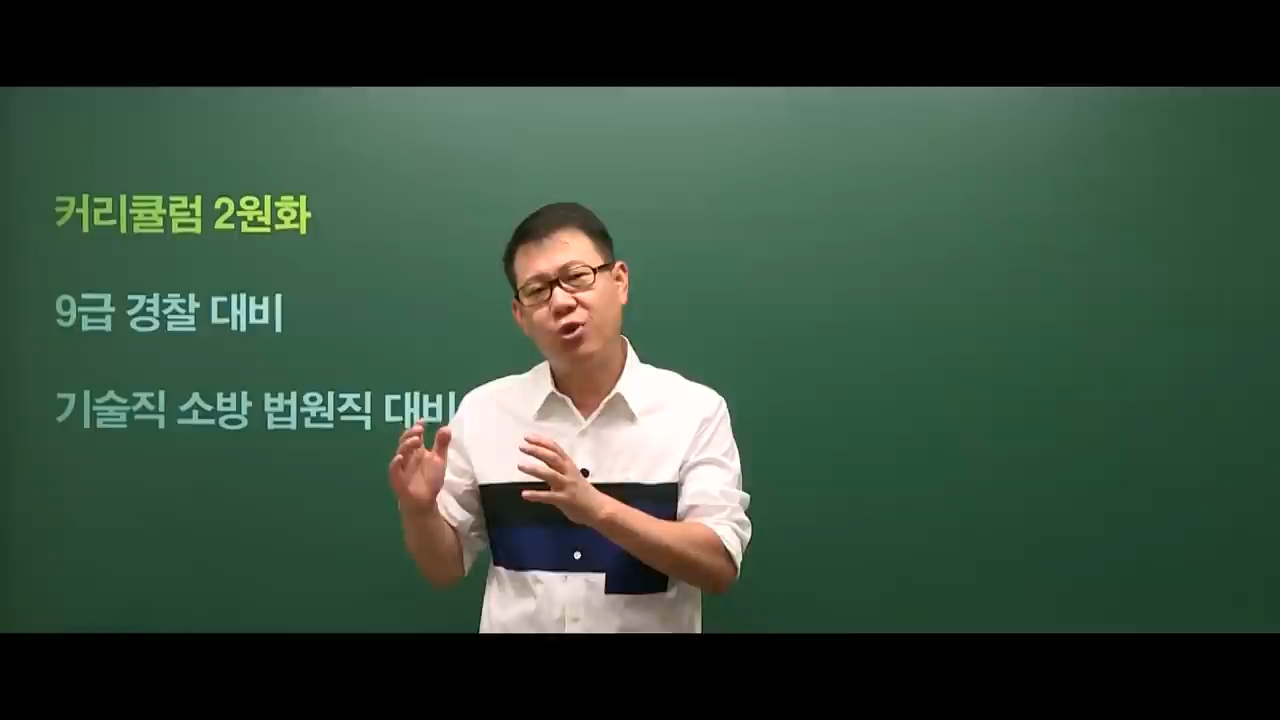 커리큘럼 2원화
9급 경찰 대비
기술직 소방 법원직 대비